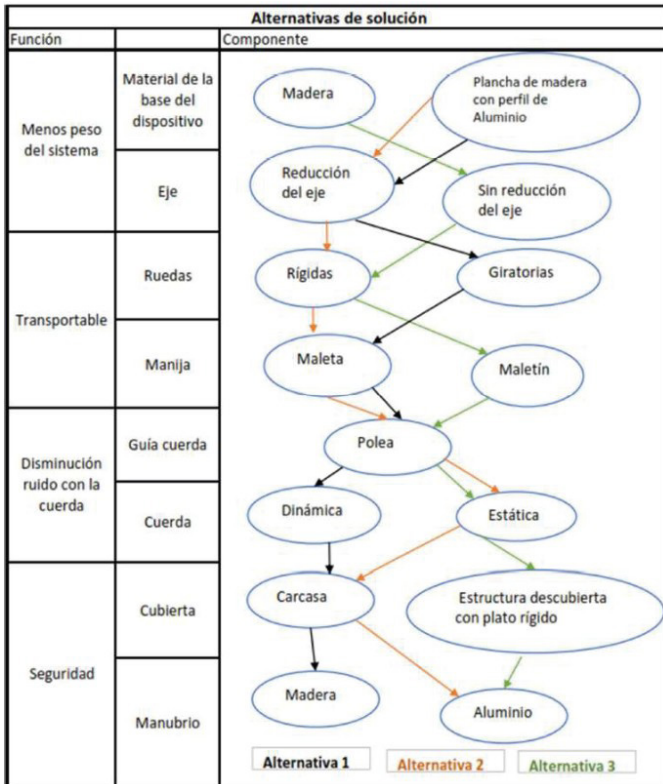 Alternativas de solución
Función
Componente
Menos peso
del sistema
Material de la
base del
dispositivo
Madera
Plancha de madera
con perfil de
Aluminio
Eje
Reducción
del eje
Sin reducción
del eje
Transportable
Ruedas
Rígidas
Giratorias
Manija
Maleta
Maletín
Disminución
ruido con la
cuerda
Guía cuerda
Polea
Cuerda
Dinámica
Estática
Seguridad
Cubierta
Carcasa
Estructura descubierta
con plato rígido
Manubrio
Madera
Aluminio
Alternativa 1
Alternativa 2
Alternativa 3